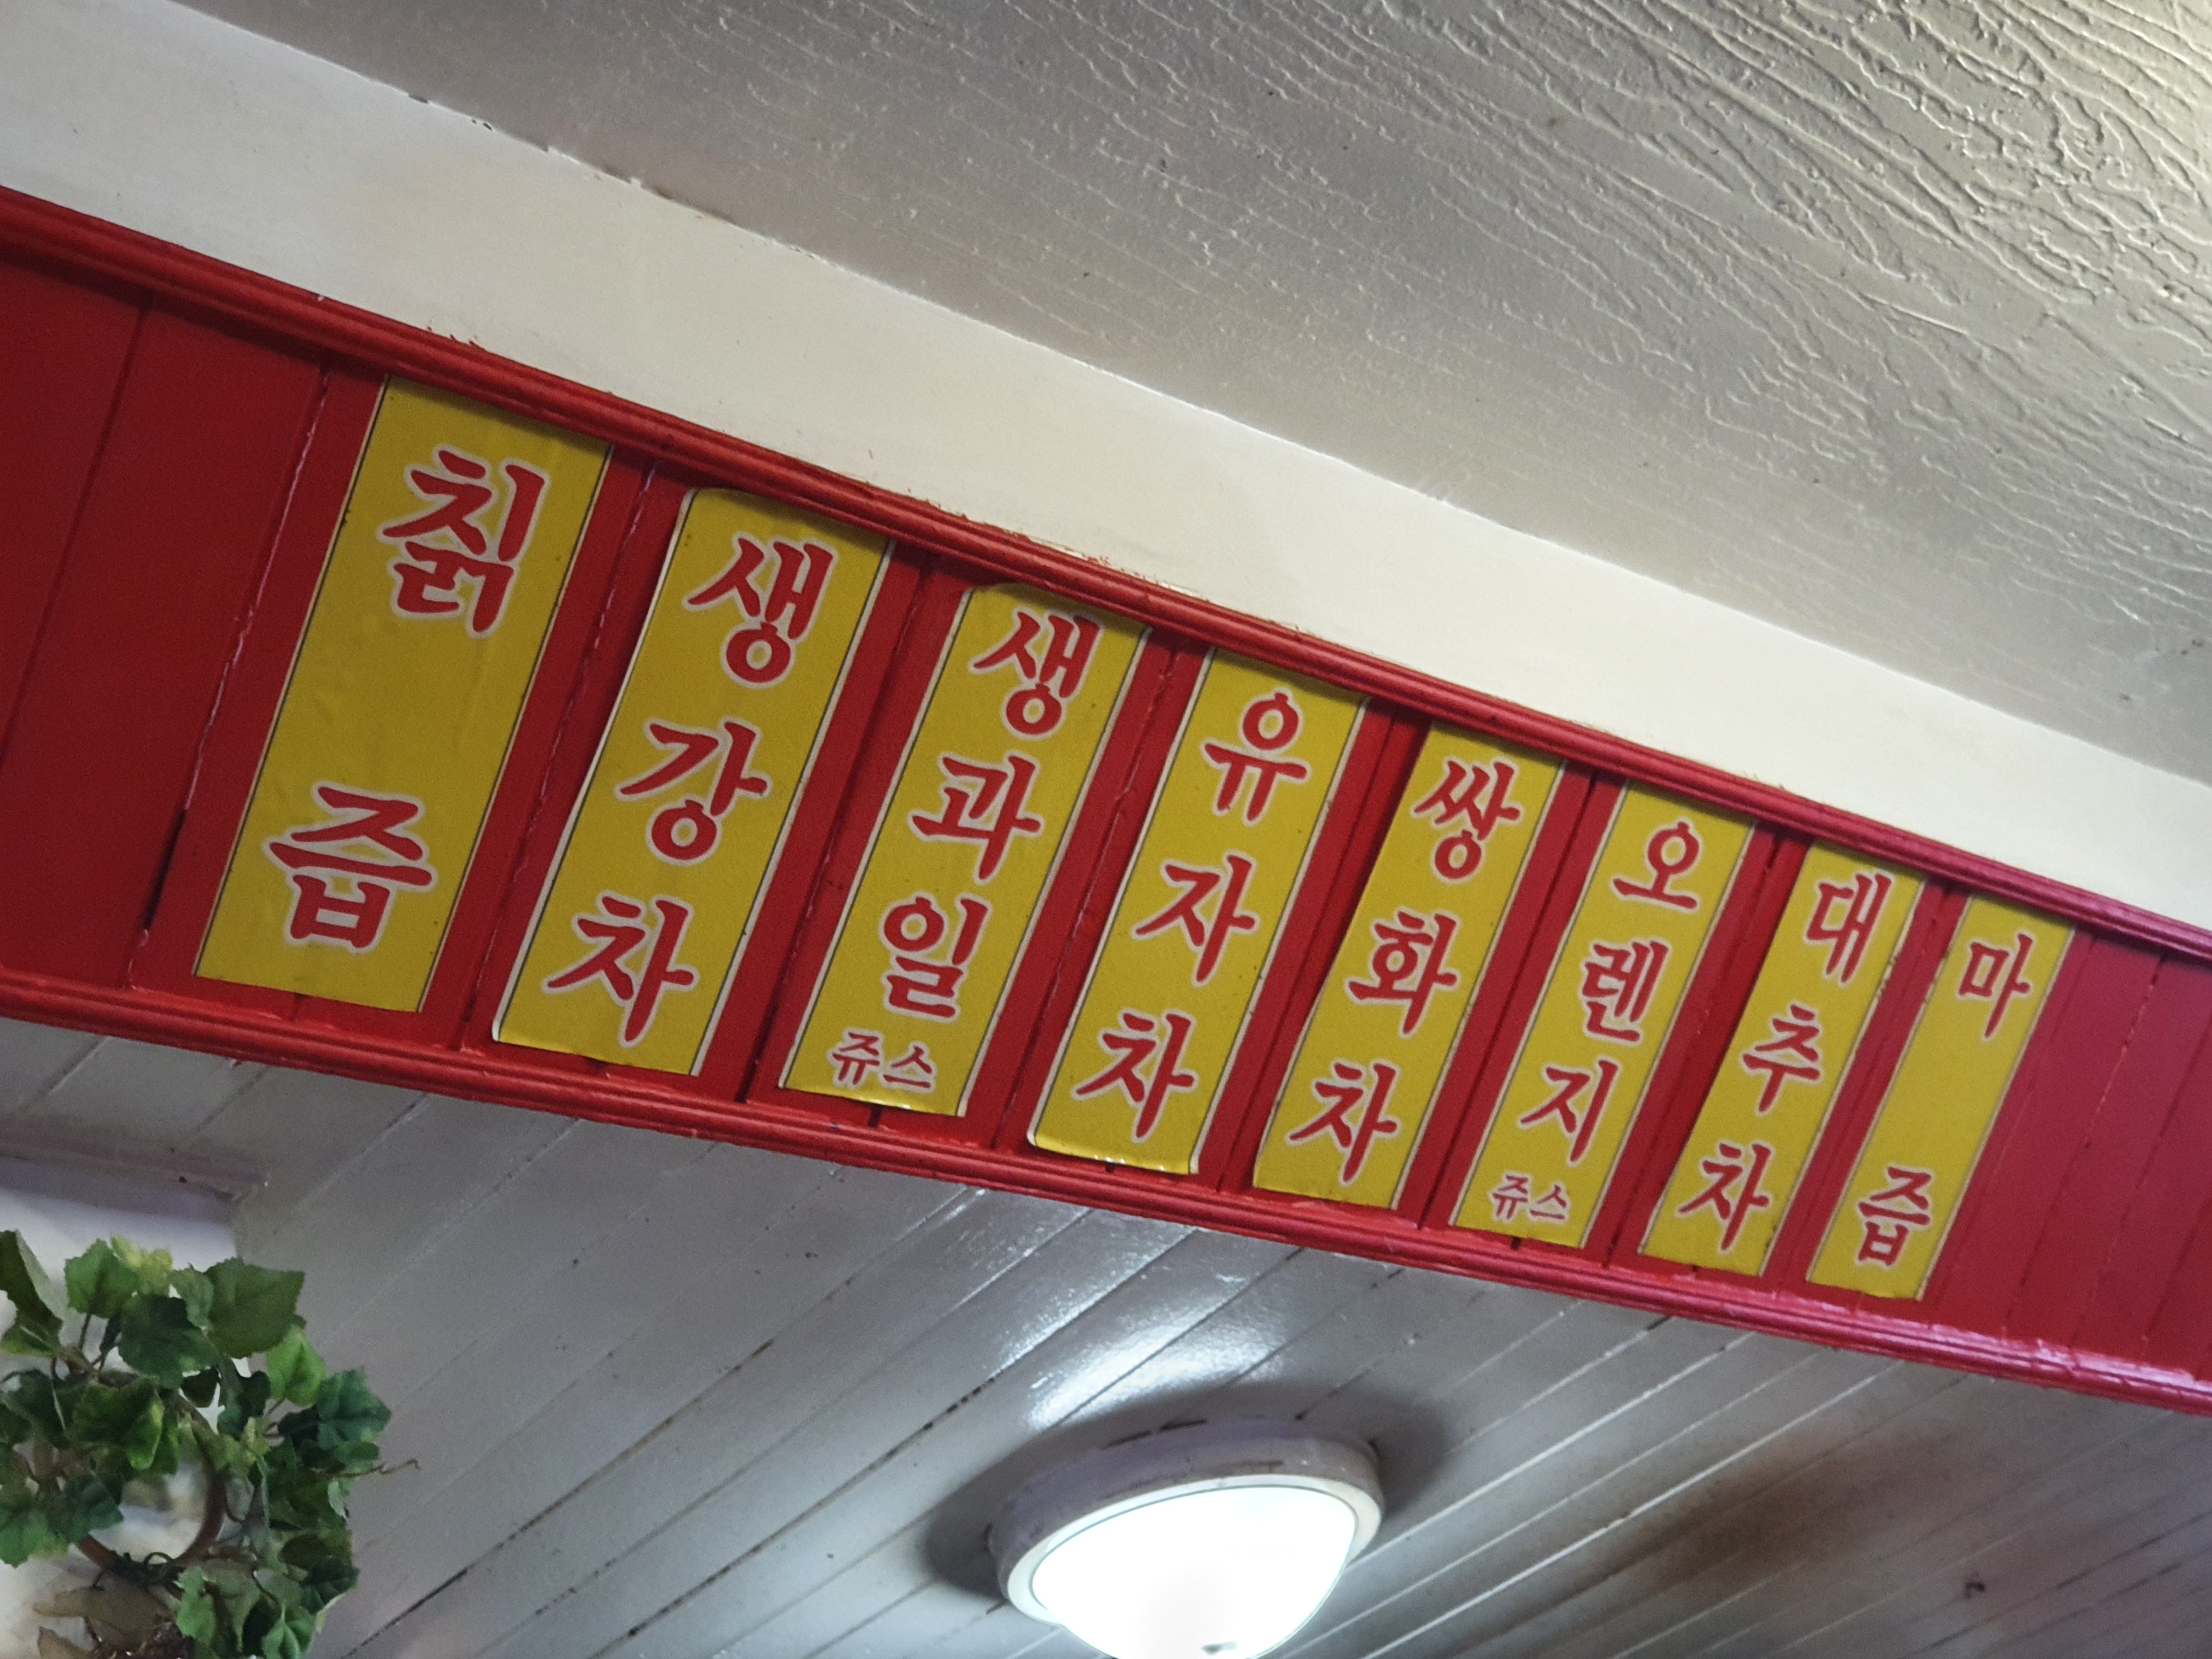 칡즙
생강차
생과일쥬스
유자차
쌍화차
오렌지쥬스
대추차
마즙